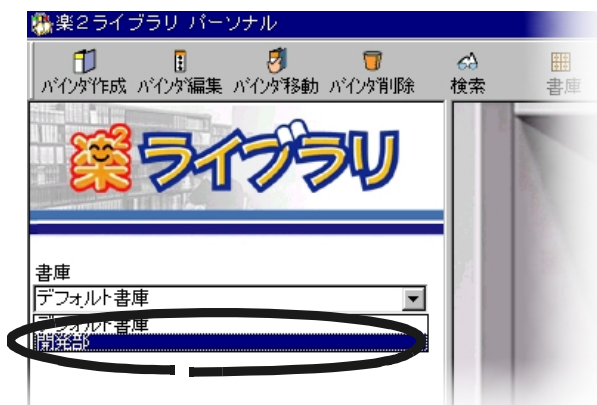 楽2ライブラリ パーソナル
バインダ作成 バインダ編集 バインダ移動 バインダ削除 検索 書庫
楽2ライブラリ
書庫
デフォルト書庫
デフォルト書庫
開発部